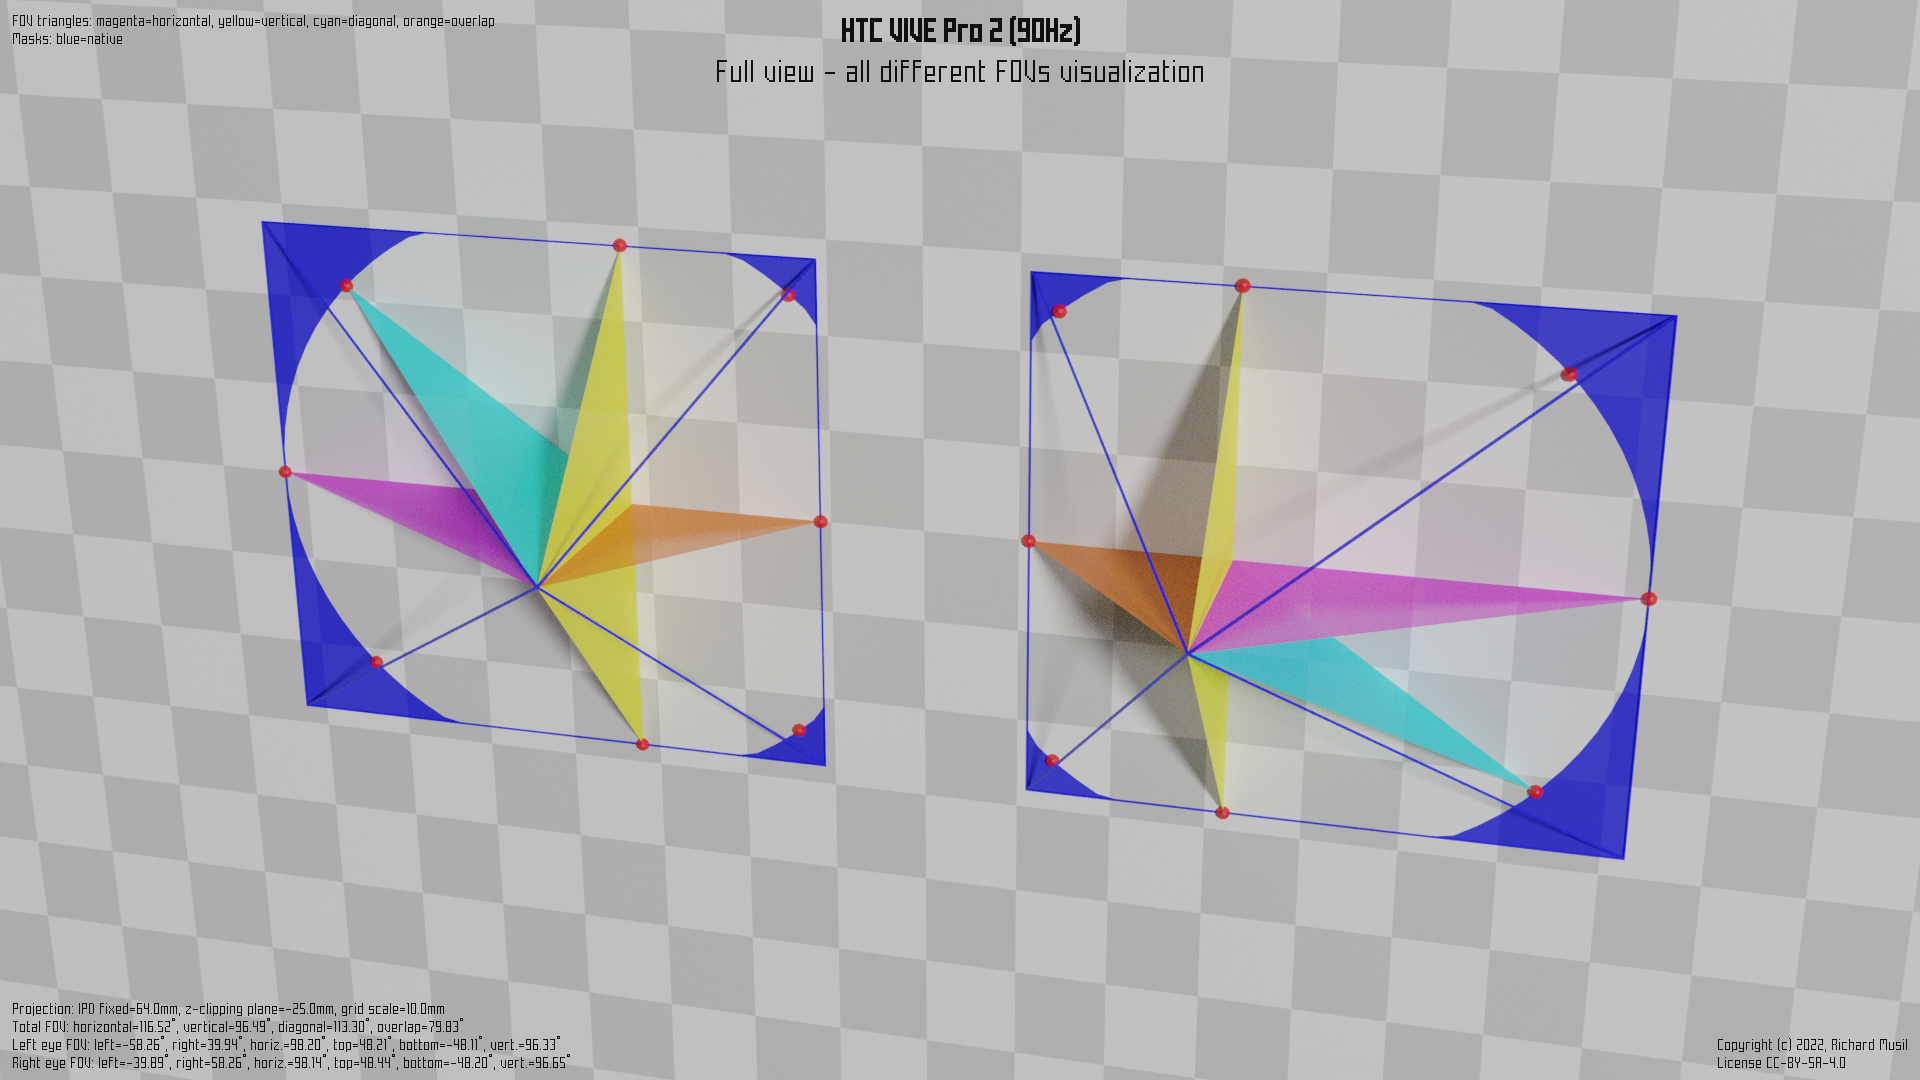 FOV triangles: magenta=horizontal, yellow=vertical, cyan=diagonal, orange=overlap
Masks: blue=native
HTC VIVE Pro 2 (90Hz)
Full view - all different FOVs visualization
Projection: IPD fixed=64.0mm, z-clipping plane=-25.0mm, grid scale=10.0mm
Total FOV: horizontal=116.52°, vertical=96.49°, diagonal=113.30°, overlap=79.83°
Left eye FOV: left=-58.26°, right=39.94°, horiz.=98.20°, top=48.21°, bottom=-48.11°, vert.=96.33°
Right eye FOV: left=-39.89°, right=58.26°, horiz.=98.14°, top=48.44°, bottom=-48.20°, vert.=96.65°
Copyright (c) 2022, Richard Musil
License CC-BY-SA-4.0